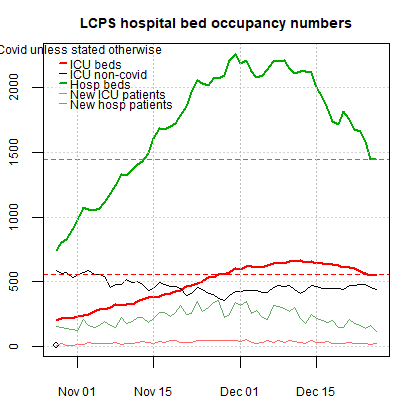 LCPS hospital bed occupancy numbers
Covid unless stated otherwise
ICU beds
ICU non-covid
Hosp beds
New ICU patients
New hosp patients
2000
1500
1000
500
0
Nov 01 Nov 15 Dec 01 Dec 15